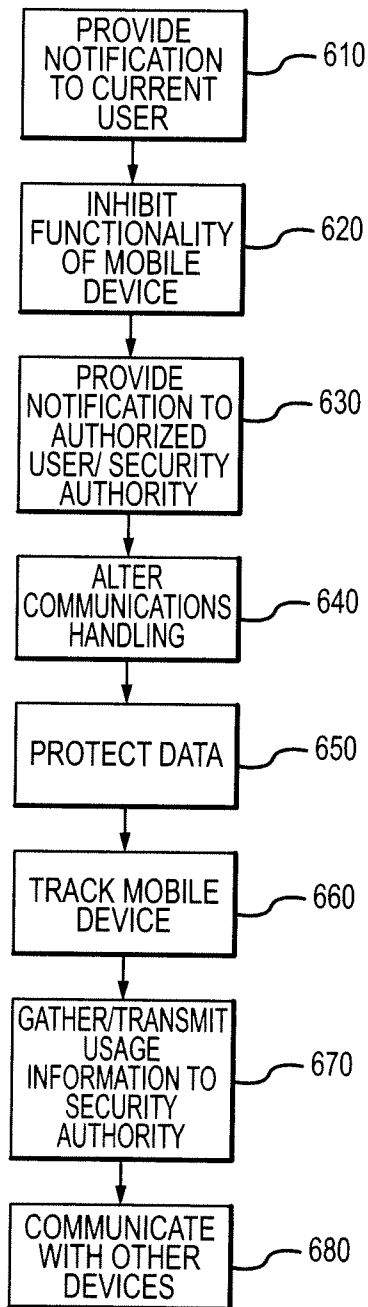 PROVIDE
NOTIFICATION
TO CURRENT
USER
610
INHIBIT
FUNCTIONALITY
OF MOBILE
DEVICE
620
PROVIDE
NOTIFICATION TO
AUTHORIZED
USER/ SECURITY
AUTHORITY
630
ALTER
COMMUNICATIONS
HANDLING
640
PROTECT DATA
650
TRACK MOBILE
DEVICE
660
GATHER/TRANSMIT
USAGE
INFORMATION TO
SECURITY
AUTHORITY
670
COMMUNICATE
WITH OTHER
DEVICES
680